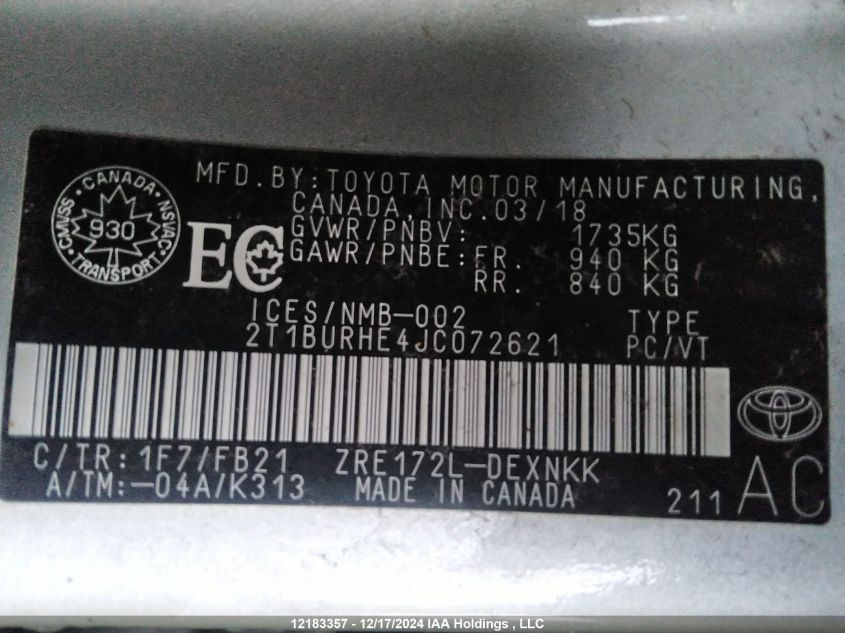 CANADA
CMVSS
930
NSVAC
TRANSPORT
MFD.BY:TOYOTA MOTOR MANUFACTURING,
CANADA,INC.03/18
GVWR/PNBV: 1735KG
GAWR/PNBE:FR. 940 KG
RR. 840 KG
EC
ICES/NMB-002
TYPE
2T1BURHE4JC072621
PC/VT
C/TR:1F7/FB21 ZRE172L-DEXNKK
A/TM:-04A/K313 MADE IN CANADA
211 AC
12183357 - 12/17/2024 IAA Holdings , LLC